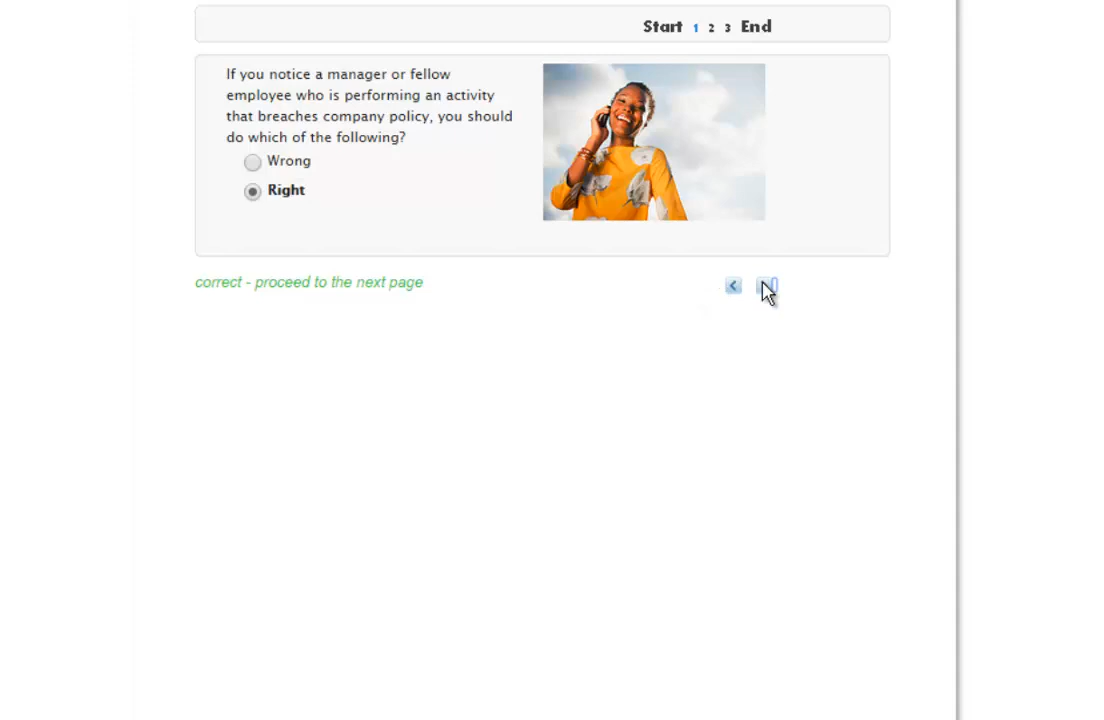 Start 1 2 3 End
If you notice a manager or fellow
employee who is performing an activity
that breaches company policy, you should
do which of the following?
Wrong
Right
correct - proceed to the next page